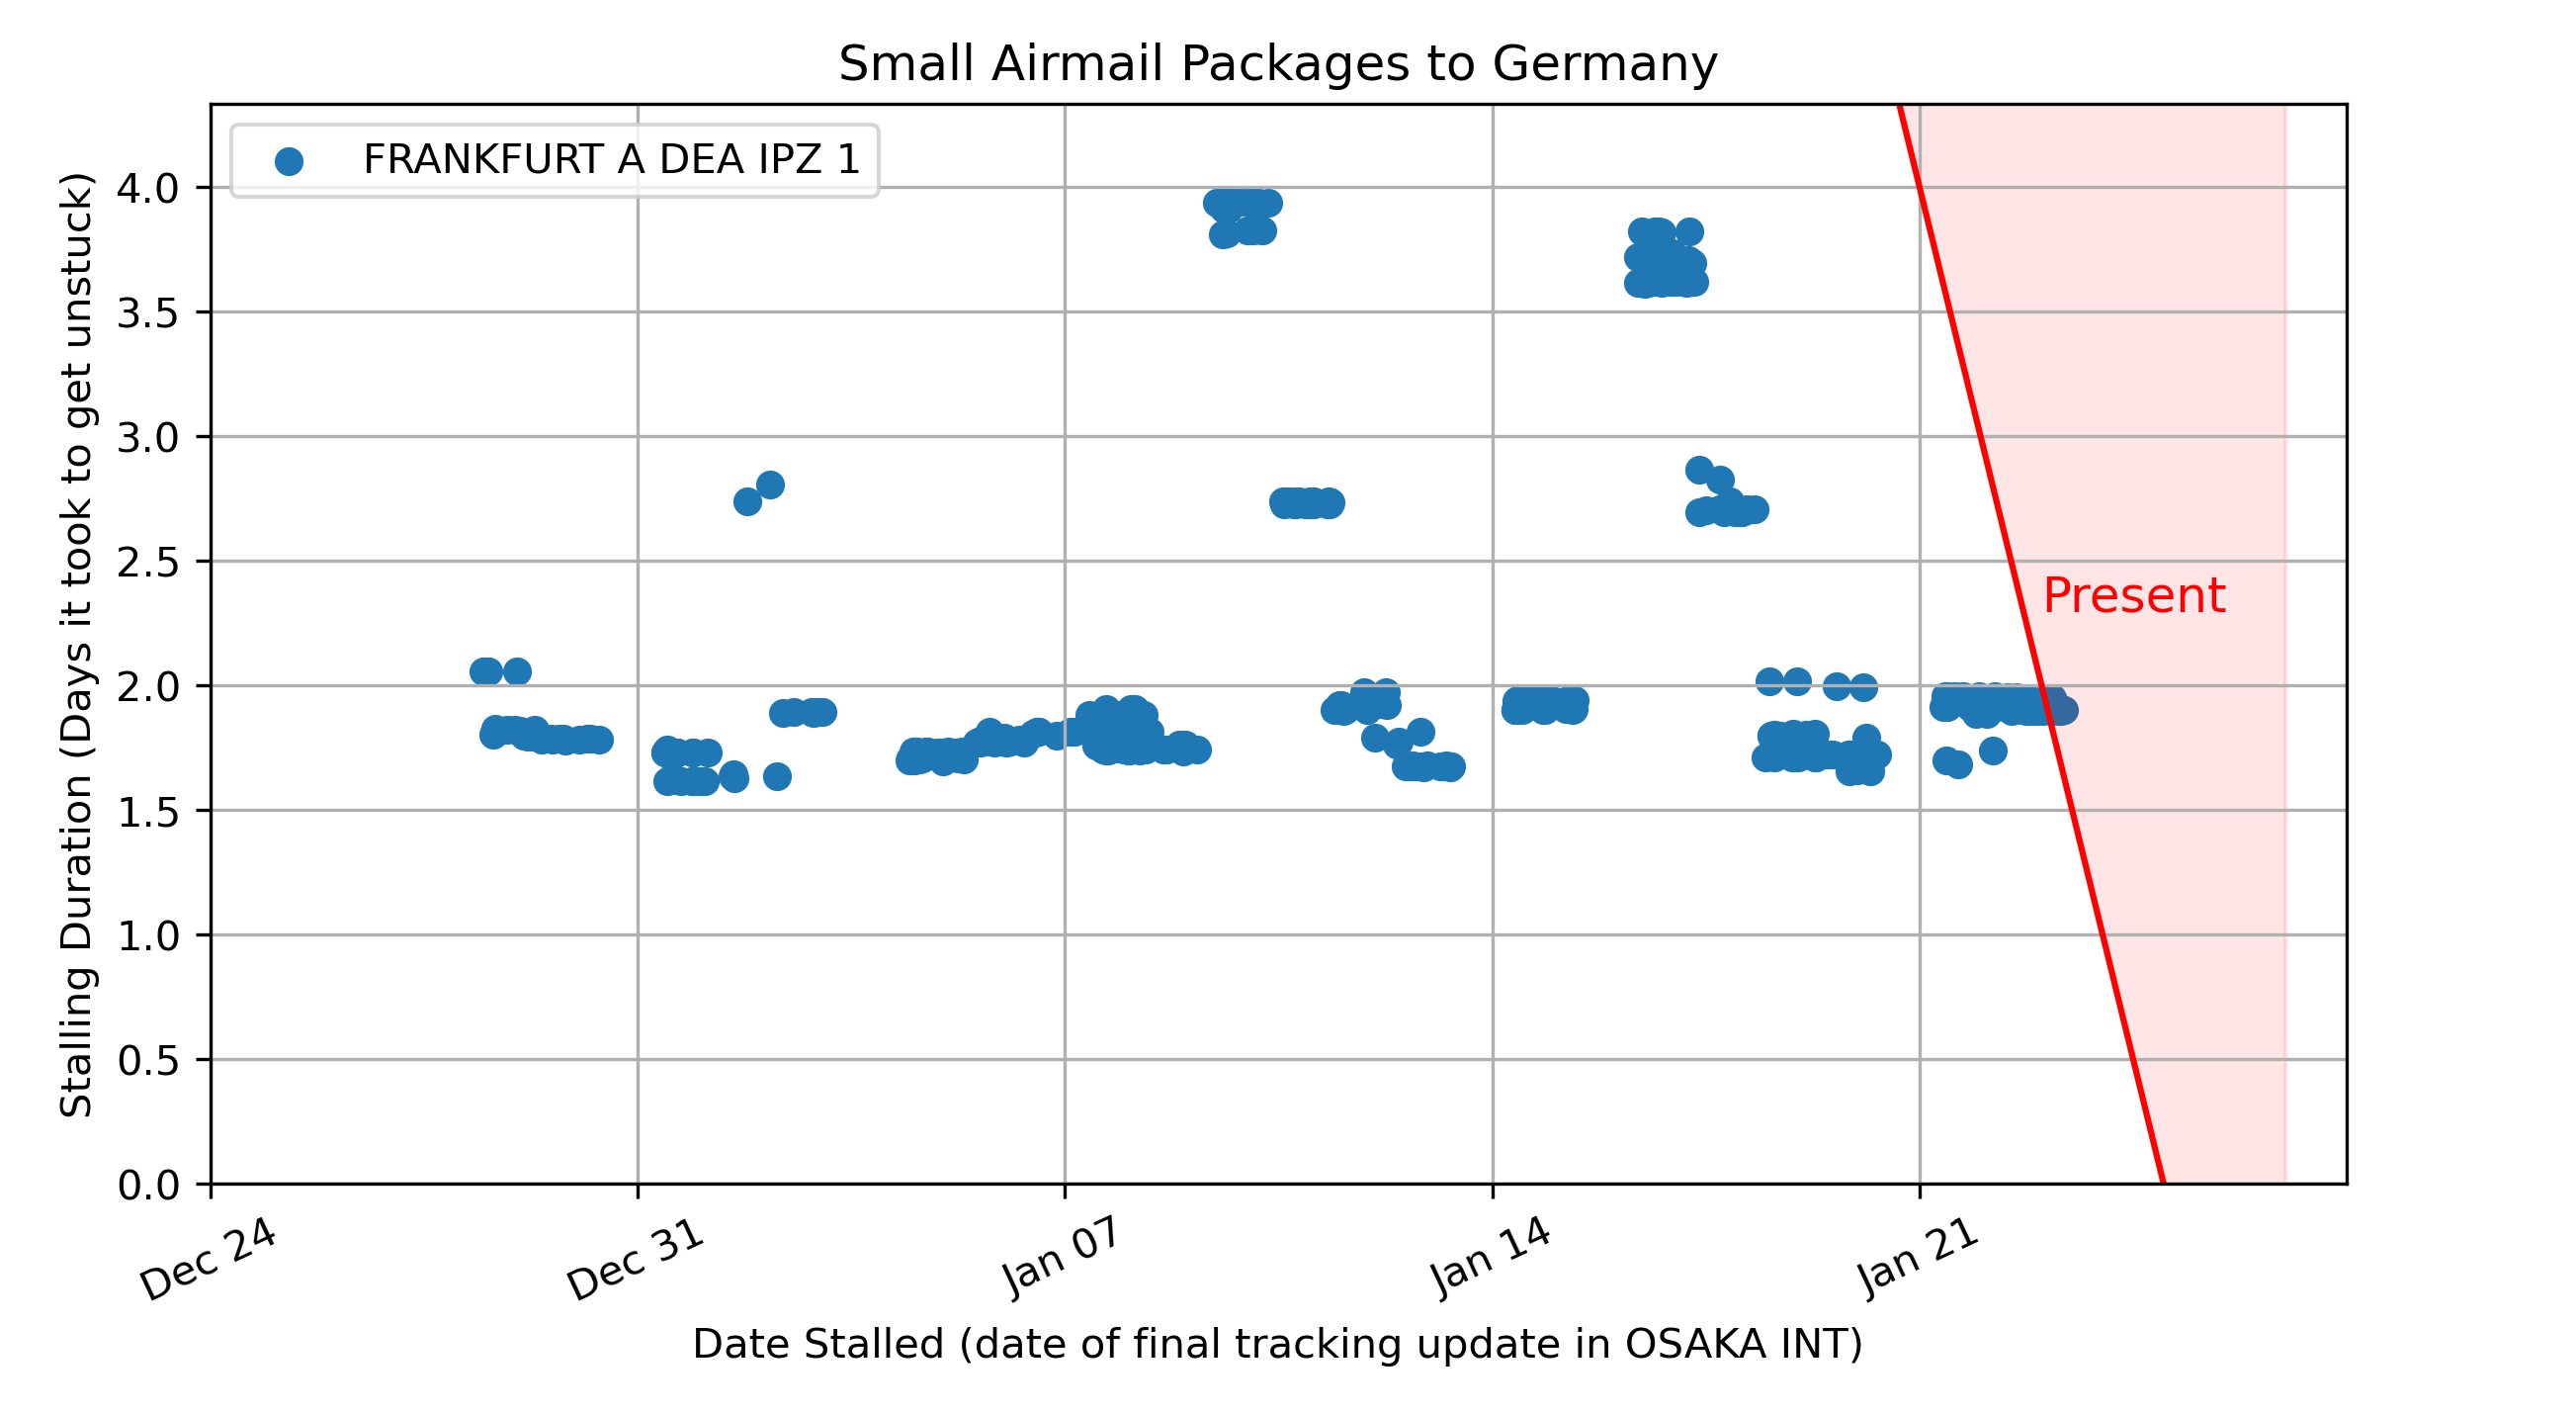 Small Airmail Packages to Germany
FRANKFURT A DEA IPZ 1
Stalling Duration (Days it took to get unstuck)
4.0
3.5
3.0
2.5
2.0
1.5
1.0
0.5
0.0
Present
Dec 24
Dec 31
Jan 07
Jan 14
Jan 21
Date Stalled (date of final tracking update in OSAKA INT)